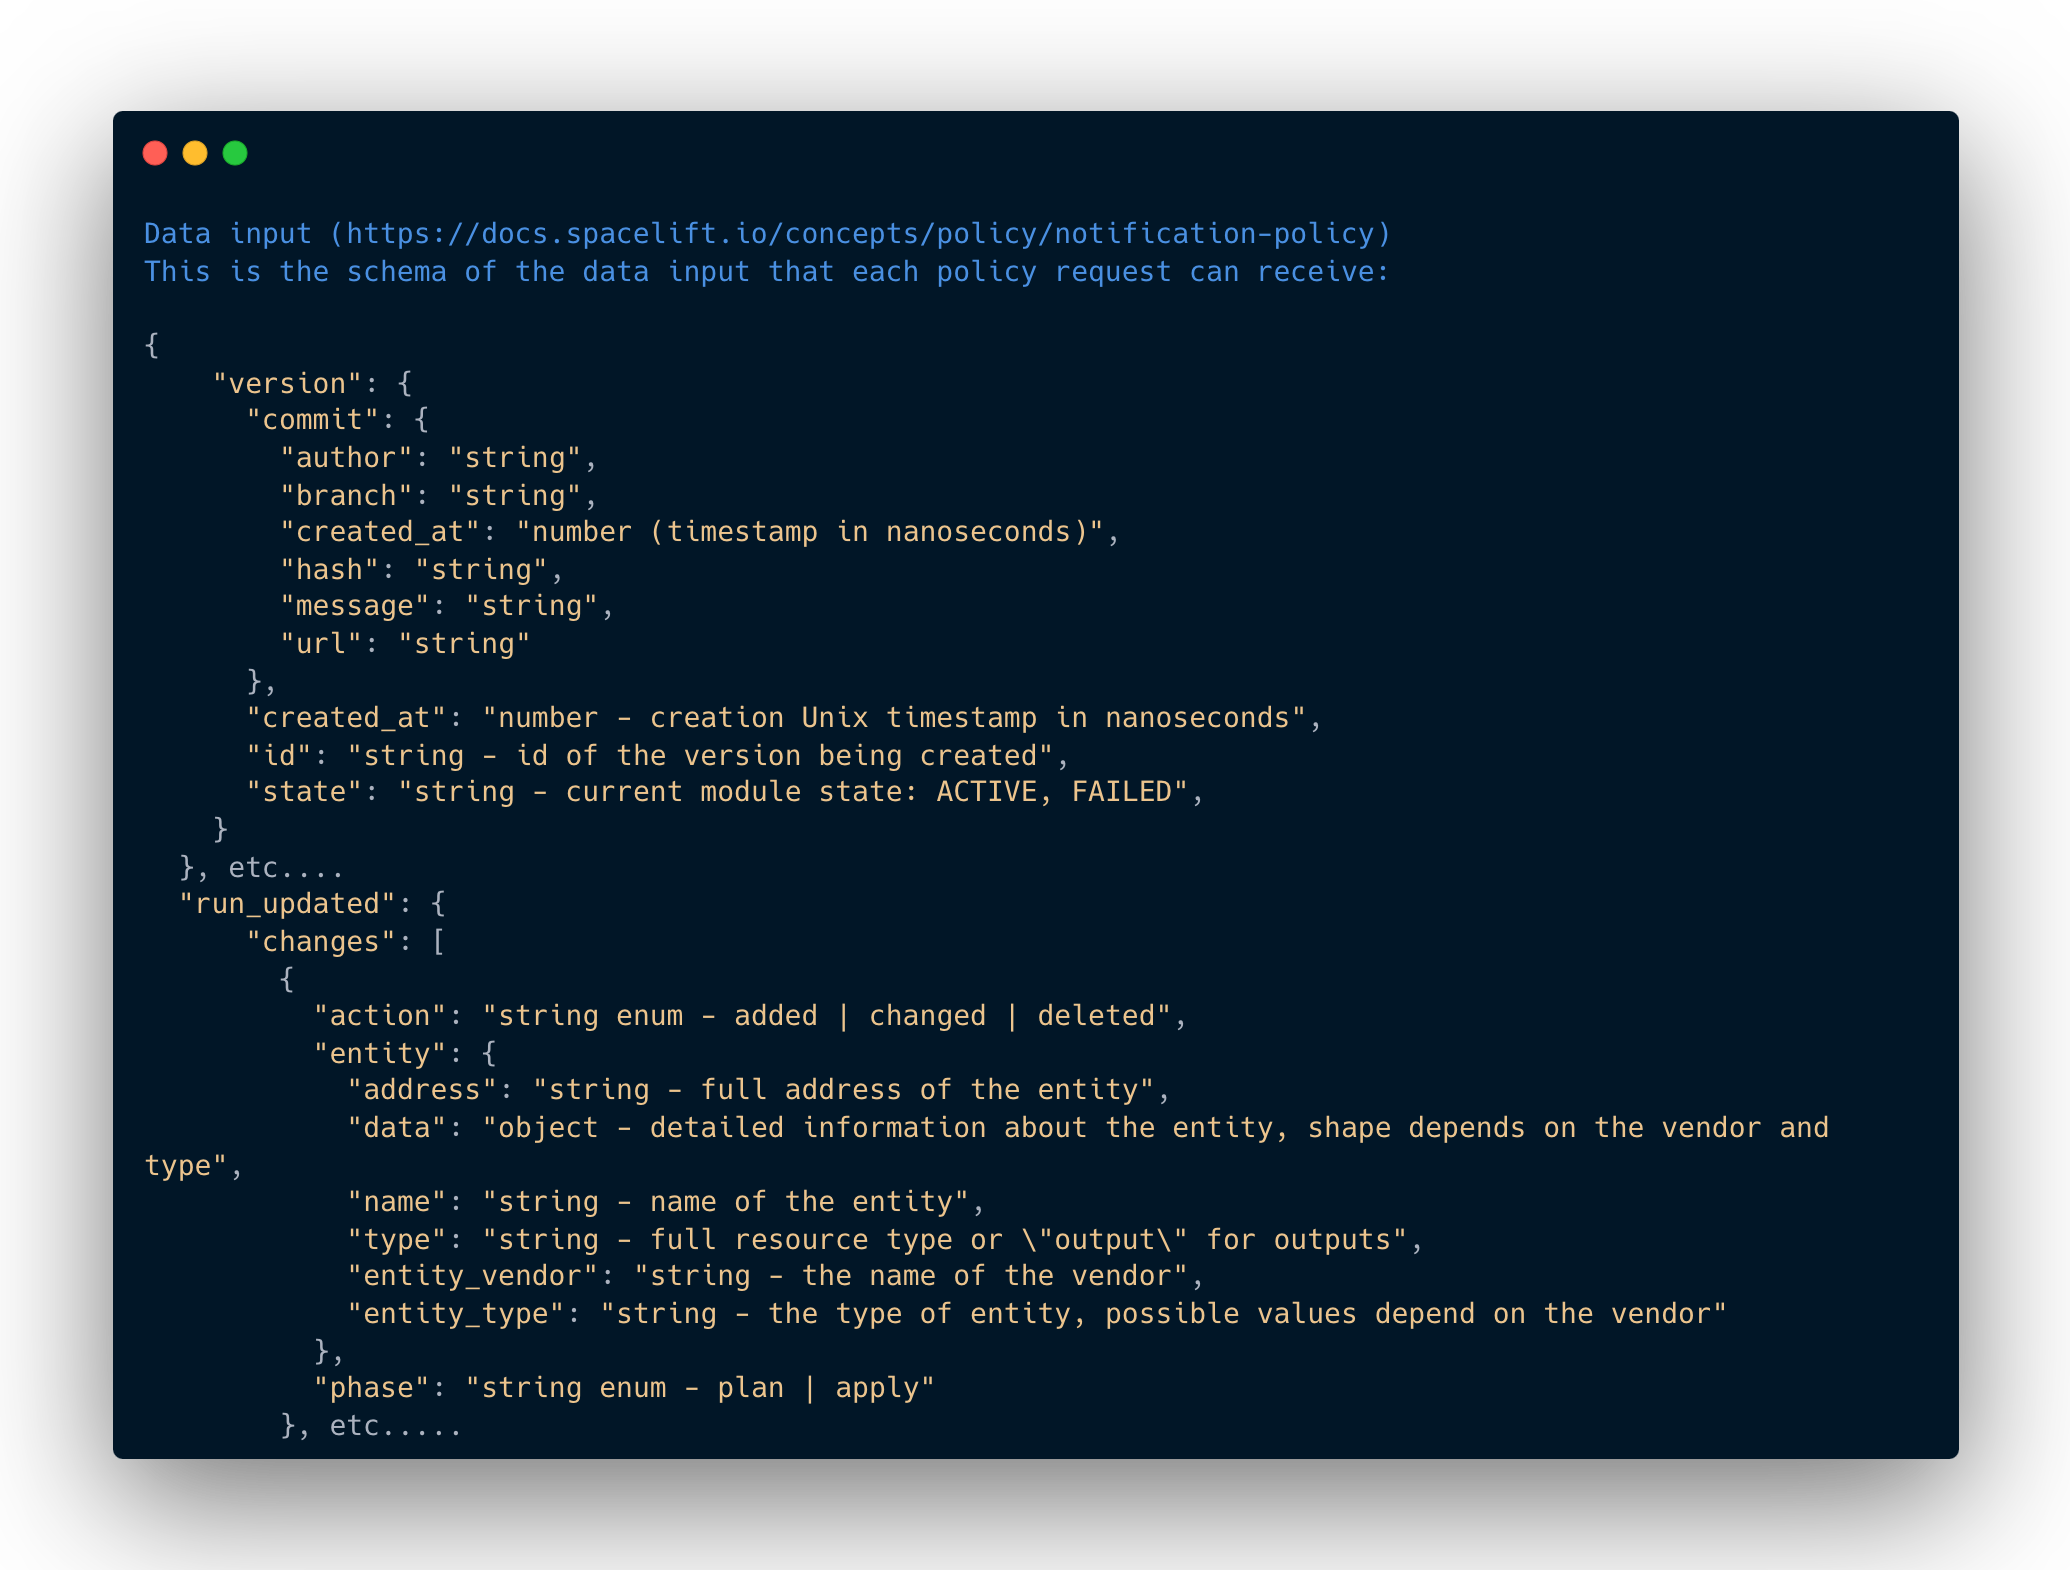 Data input (https://docs.spacelift.io/concepts/policy/notification-policy)
This is the schema of the data input that each policy request can receive:

{
    "version": {
      "commit": {
        "author": "string",
        "branch": "string",
        "created_at": "number (timestamp in nanoseconds)",
        "hash": "string",
        "message": "string",
        "url": "string"
      },
      "created_at": "number - creation Unix timestamp in nanoseconds",
      "id": "string - id of the version being created",
      "state": "string - current module state: ACTIVE, FAILED",
    }
  }, etc....
  "run_updated": {
      "changes": [
        {
          "action": "string enum - added | changed | deleted",
          "entity": {
            "address": "string - full address of the entity",
            "data": "object - detailed information about the entity, shape depends on the vendor and
type",
            "name": "string - name of the entity",
            "type": "string - full resource type or \"output\" for outputs",
            "entity_vendor": "string - the name of the vendor",
            "entity_type": "string - the type of entity, possible values depend on the vendor"
          },
          "phase": "string enum - plan | apply"
        }, etc.....